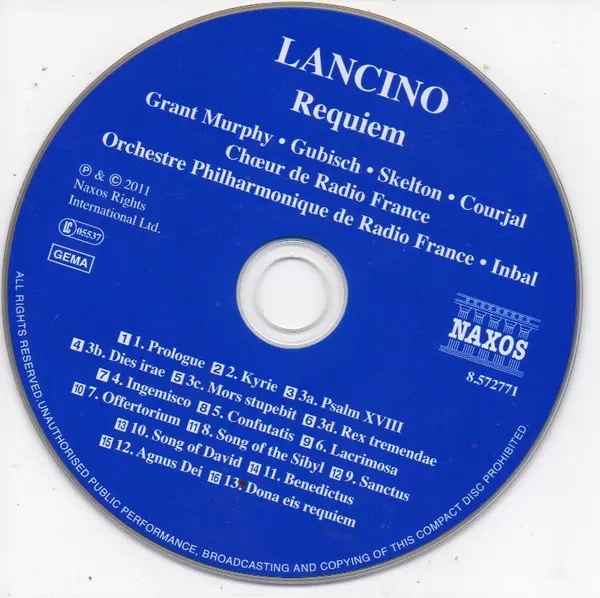 LANCINO
Requiem
Grant Murphy • Gubisch • Skelton • Courjal
Chœur de Radio France
Orchestre Philharmonique de Radio France • Inbal
℗ & © 2011
Naxos Rights
International Ltd.
LC 05537
GEMA
NAXOS
8.572771
1 1. Prologue 2 2. Kyrie 3 3a. Psalm XVIII
4 3b. Dies irae 5 3c. Mors stupebit 6 3d. Rex tremendae
7 4. Ingemisco 8 5. Confutatis 9 6. Lacrimosa
10 7. Offertorium 11 8. Song of the Sibyl 12 9. Sanctus
13 10. Song of David 14 11. Benedictus
15 12. Agnus Dei 16 13. Dona eis requiem
ALL RIGHTS RESERVED. UNAUTHORISED PUBLIC PERFORMANCE, BROADCASTING AND COPYING OF THIS COMPACT DISC PROHIBITED.